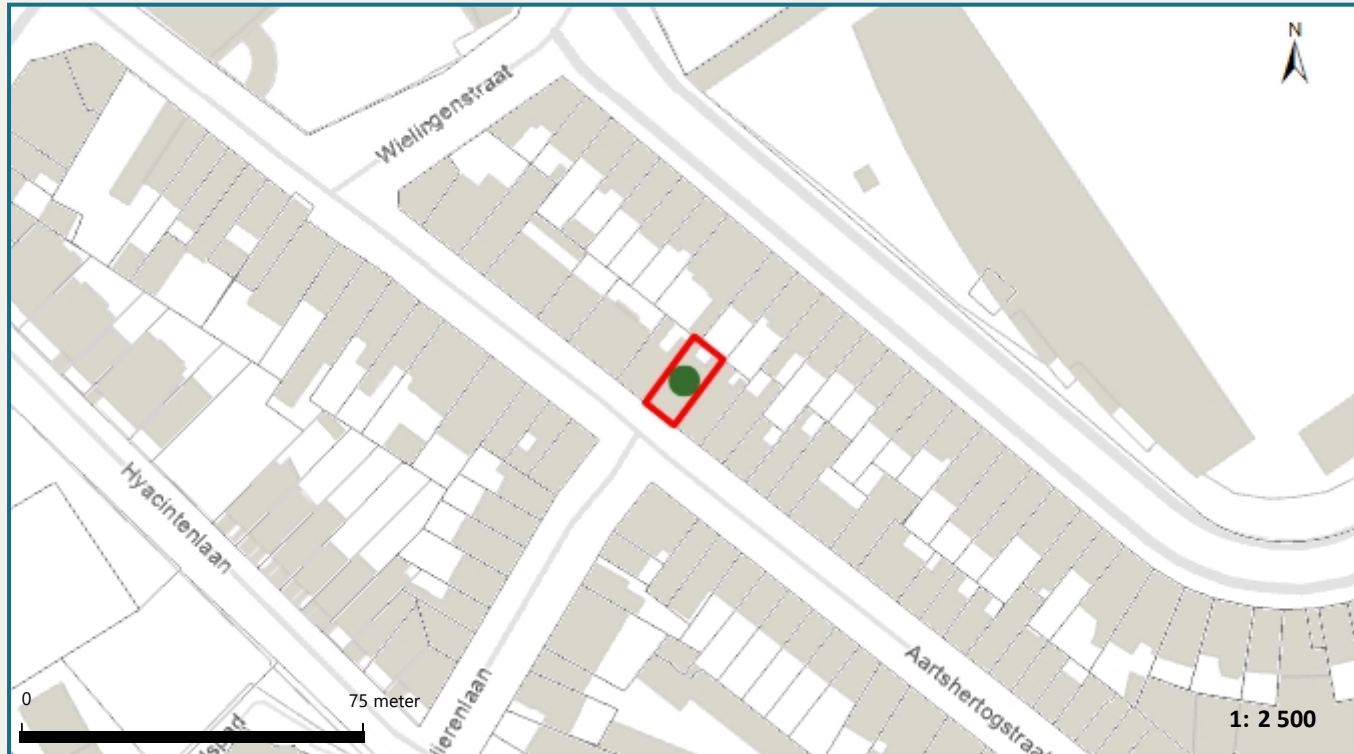 N
Wielingenstraat
Hyacintenlaan
Aartshertogstraat
0
75 meter
1: 2 500